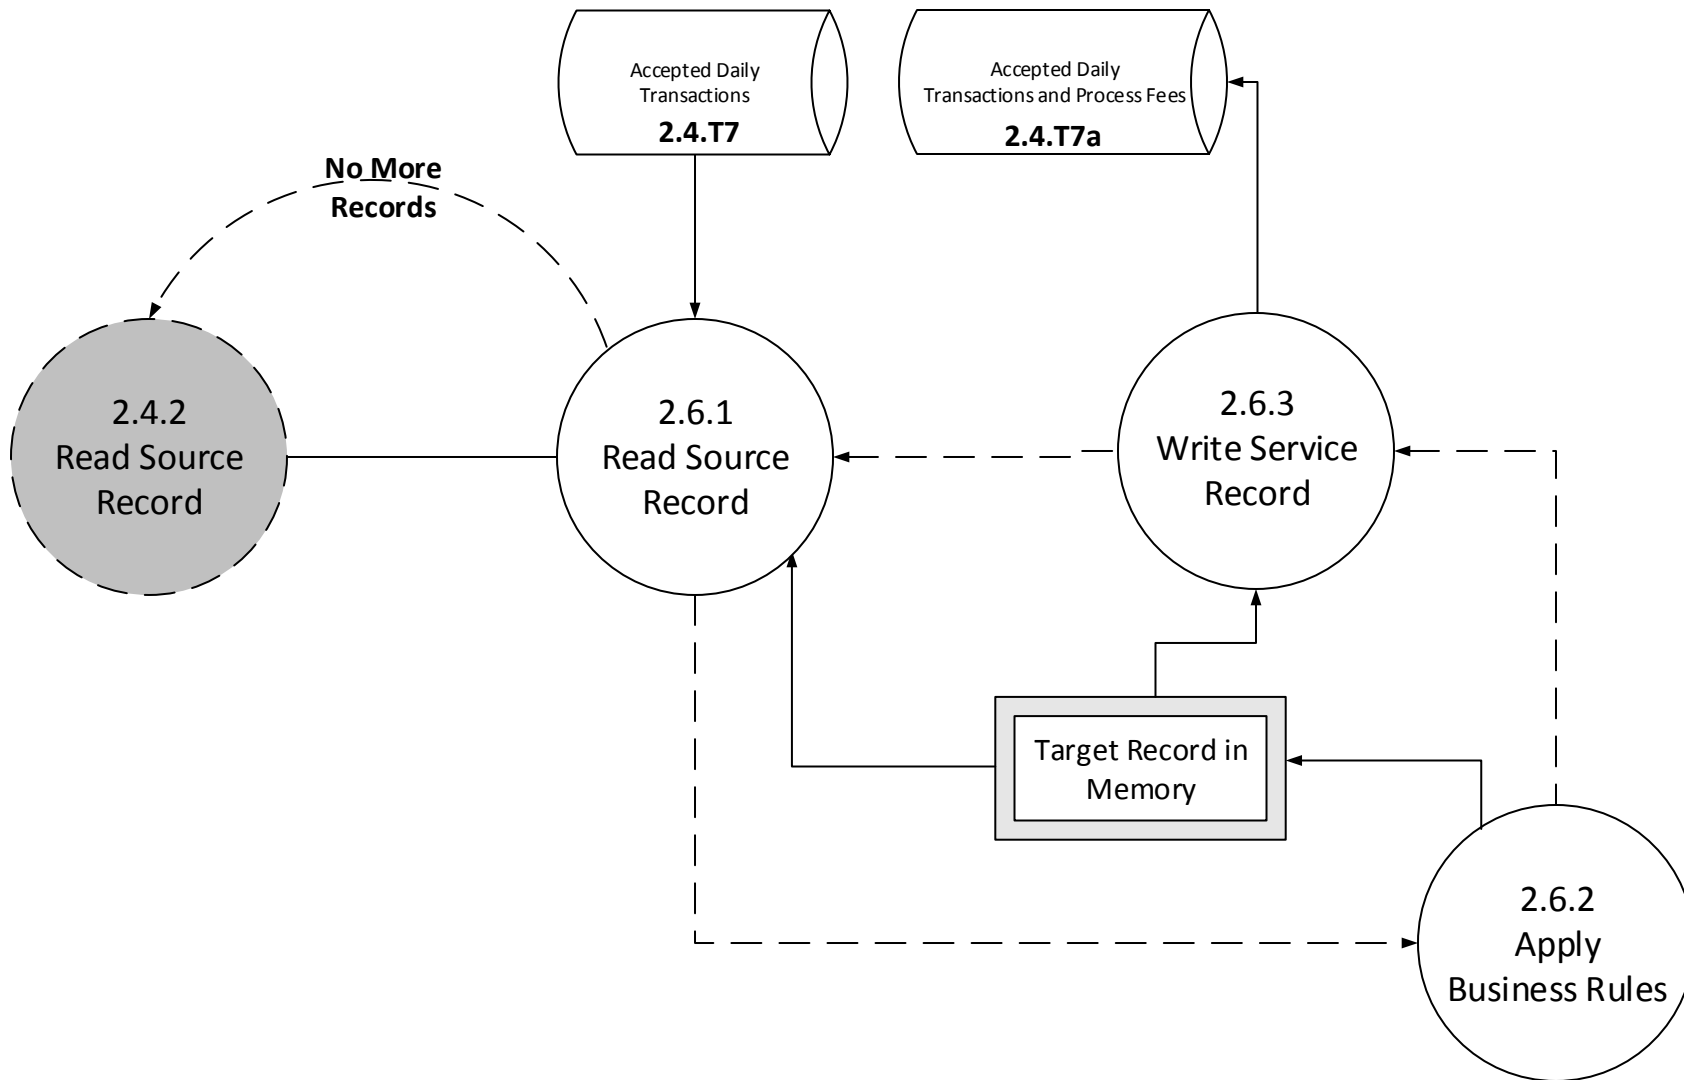 Accepted Daily
Transactions
2.4.T7
Accepted Daily
Transactions and Process Fees
2.4.T7a
No More
Records
2.4.2
Read Source
Record
2.6.1
Read Source
Record
2.6.3
Write Service
Record
Target Record in
Memory
2.6.2
Apply
Business Rules